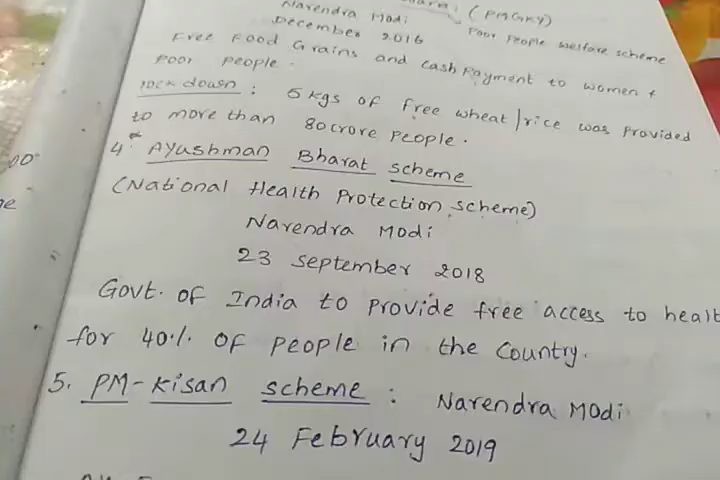 (PMGKY)
Narendra Modi Poor People welfare scheme
December 2016
Free Food Grains and cash Payment to women &
Poor People.
lock down: 5 Kgs of free wheat/rice was provided
to more than 80 crore People.
4. Ayushman Bharat scheme
(National Health Protection scheme)
Narendra Modi
23 September 2018
Govt. of India to provide free access to healt
for 40% of people in the country.
5. PM-Kisan scheme: Narendra Modi
24 February 2019